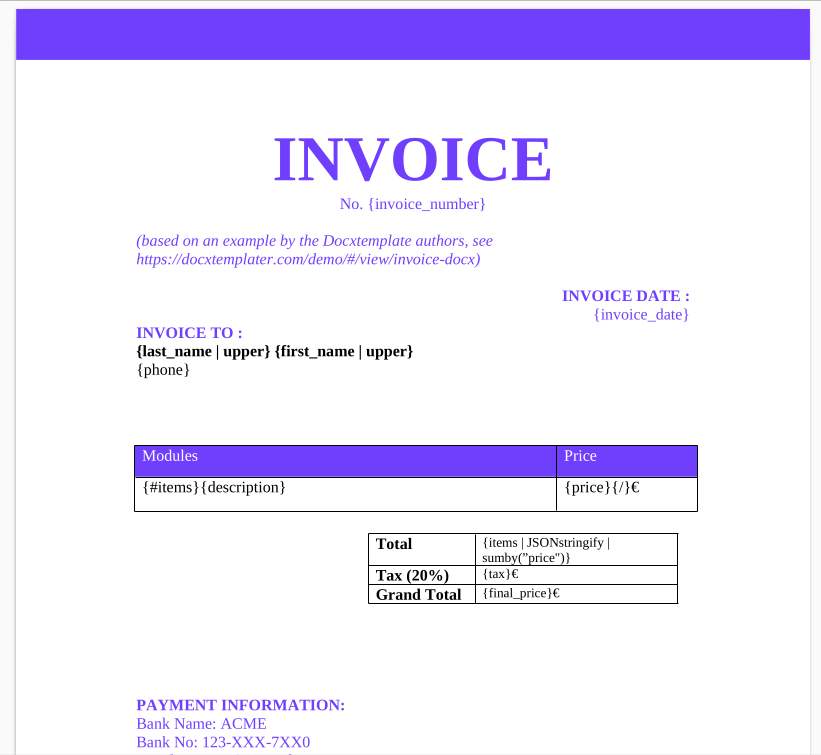 INVOICE
No. {invoice_number}
(based on an example by the Docxtemplate authors, see
https://docxtemplater.com/demo/#/view/invoice-docx)
INVOICE DATE :
{invoice_date}
INVOICE TO :
{last_name | upper} {first_name | upper}
{phone}
Modules Price
{#items}{description} {price}{/}€
Total {items | JSONstringify |
sumby("price")}
Tax (20%) {tax}€
Grand Total {final_price}€
PAYMENT INFORMATION:
Bank Name: ACME
Bank No: 123-XXX-7XX0